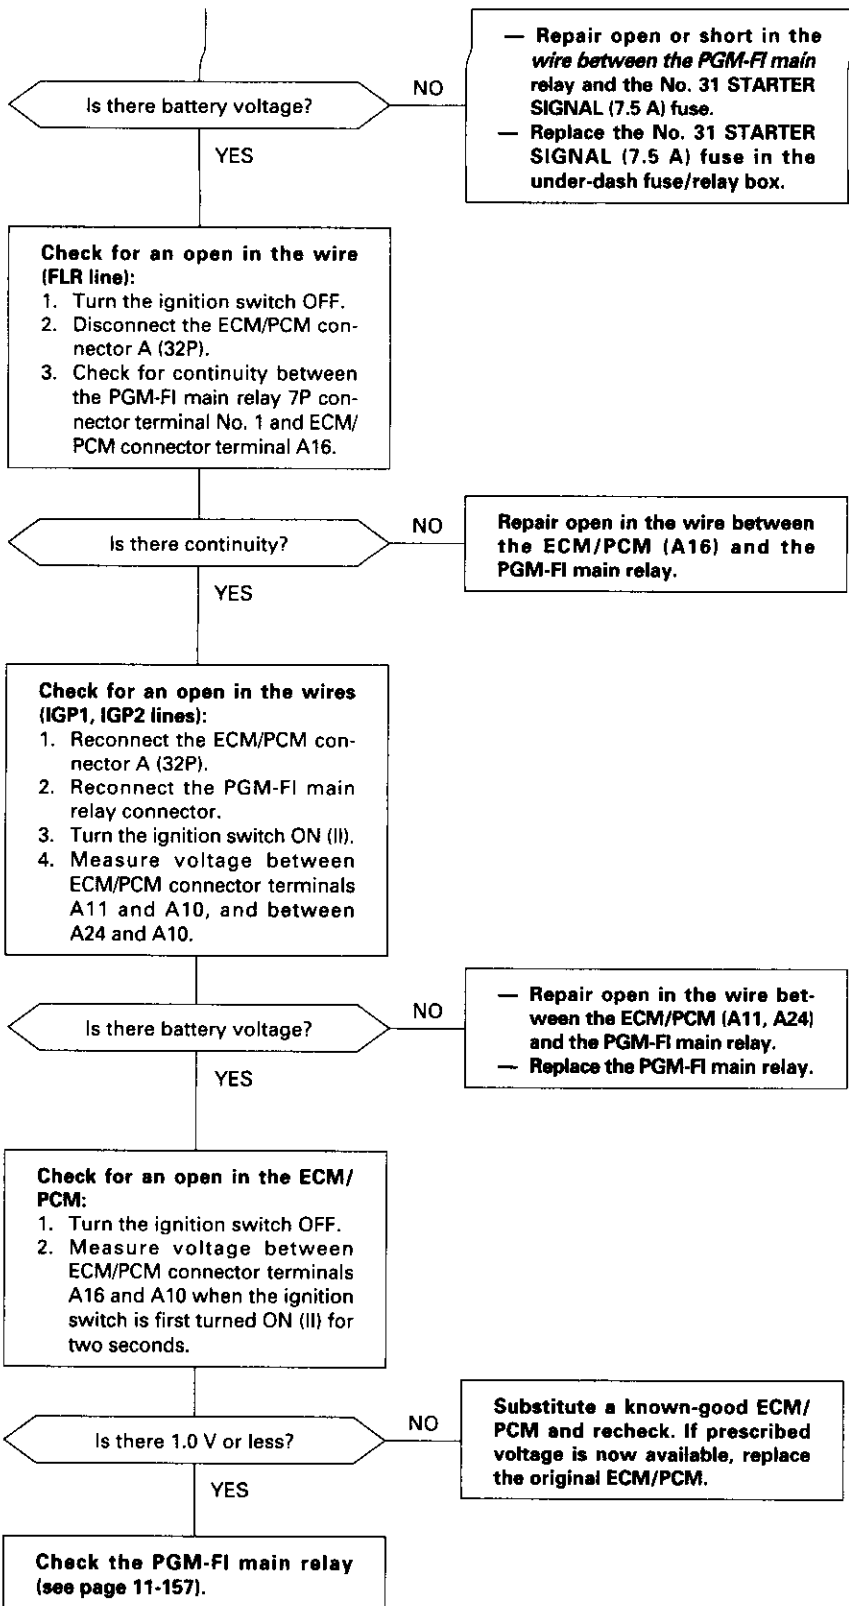 — Repair open or short in the
wire between the PGM-FI main
relay and the No. 31 STARTER
SIGNAL (7.5 A) fuse.
— Replace the No. 31 STARTER
SIGNAL (7.5 A) fuse in the
under-dash fuse/relay box.
Is there battery voltage?
NO
YES
Check for an open in the wire
(FLR line):
1. Turn the ignition switch OFF.
2. Disconnect the ECM/PCM con-
nector A (32P).
3. Check for continuity between
the PGM-FI main relay 7P con-
nector terminal No. 1 and ECM/
PCM connector terminal A16.
Is there continuity?
NO
Repair open in the wire between
the ECM/PCM (A16) and the
PGM-FI main relay.
YES
Check for an open in the wires
(IGP1, IGP2 lines):
1. Reconnect the ECM/PCM con-
nector A (32P).
2. Reconnect the PGM-FI main
relay connector.
3. Turn the ignition switch ON (II).
4. Measure voltage between
ECM/PCM connector terminals
A11 and A10, and between
A24 and A10.
Is there battery voltage?
NO
— Repair open in the wire bet-
ween the ECM/PCM (A11, A24)
and the PGM-FI main relay.
— Replace the PGM-FI main relay.
YES
Check for an open in the ECM/
PCM:
1. Turn the ignition switch OFF.
2. Measure voltage between
ECM/PCM connector terminals
A16 and A10 when the ignition
switch is first turned ON (II) for
two seconds.
Is there 1.0 V or less?
NO
Substitute a known-good ECM/
PCM and recheck. If prescribed
voltage is now available, replace
the original ECM/PCM.
YES
Check the PGM-FI main relay
(see page 11-157).